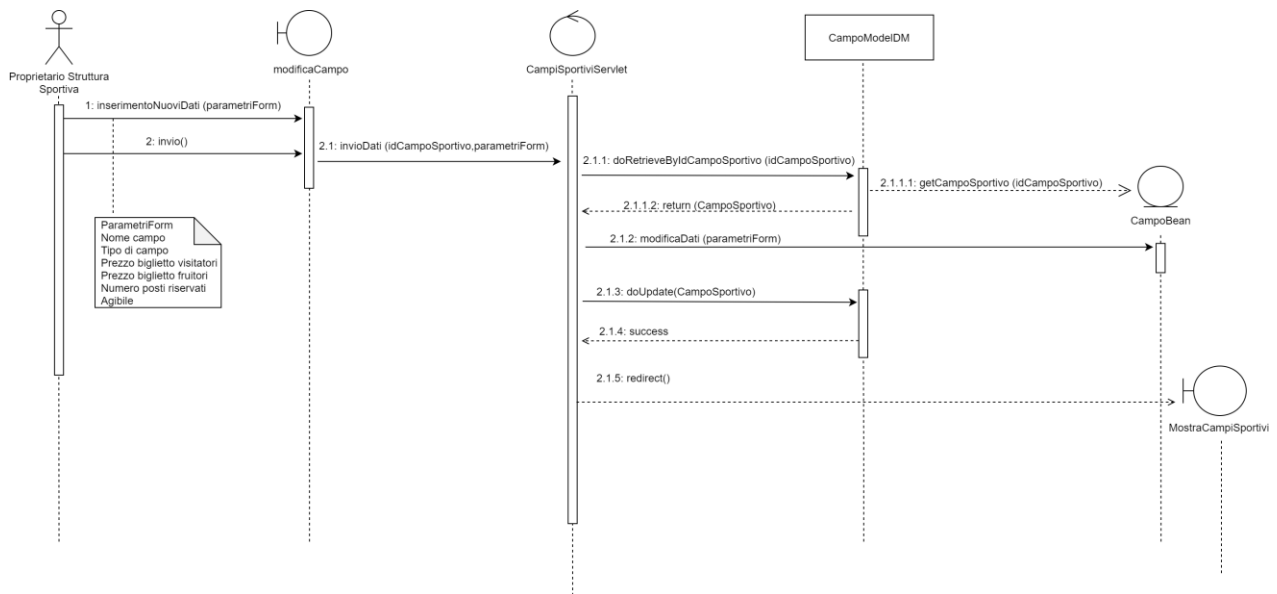 CampoModelDM
modificaCampo
CampiSportiviServlet
Proprietario Struttura
Sportiva
1: inserimentoNuoviDati (parametriForm)
2: invio()
2.1: invioDati (idCampoSportivo,parametriForm)
2.1.1: doRetrieveByIdCampoSportivo (idCampoSportivo)
2.1.1.1: getCampoSportivo (idCampoSportivo)
2.1.1.2: return (CampoSportivo)
CampoBean
ParametriForm
Nome campo
Tipo di campo
Prezzo biglietto visitatori
Prezzo biglietto fruitori
Numero posti riservati
Agibile
2.1.2: modificaDati (parametriForm)
2.1.3: doUpdate(CampoSportivo)
2.1.4: success
2.1.5: redirect()
MostraCampiSportivi